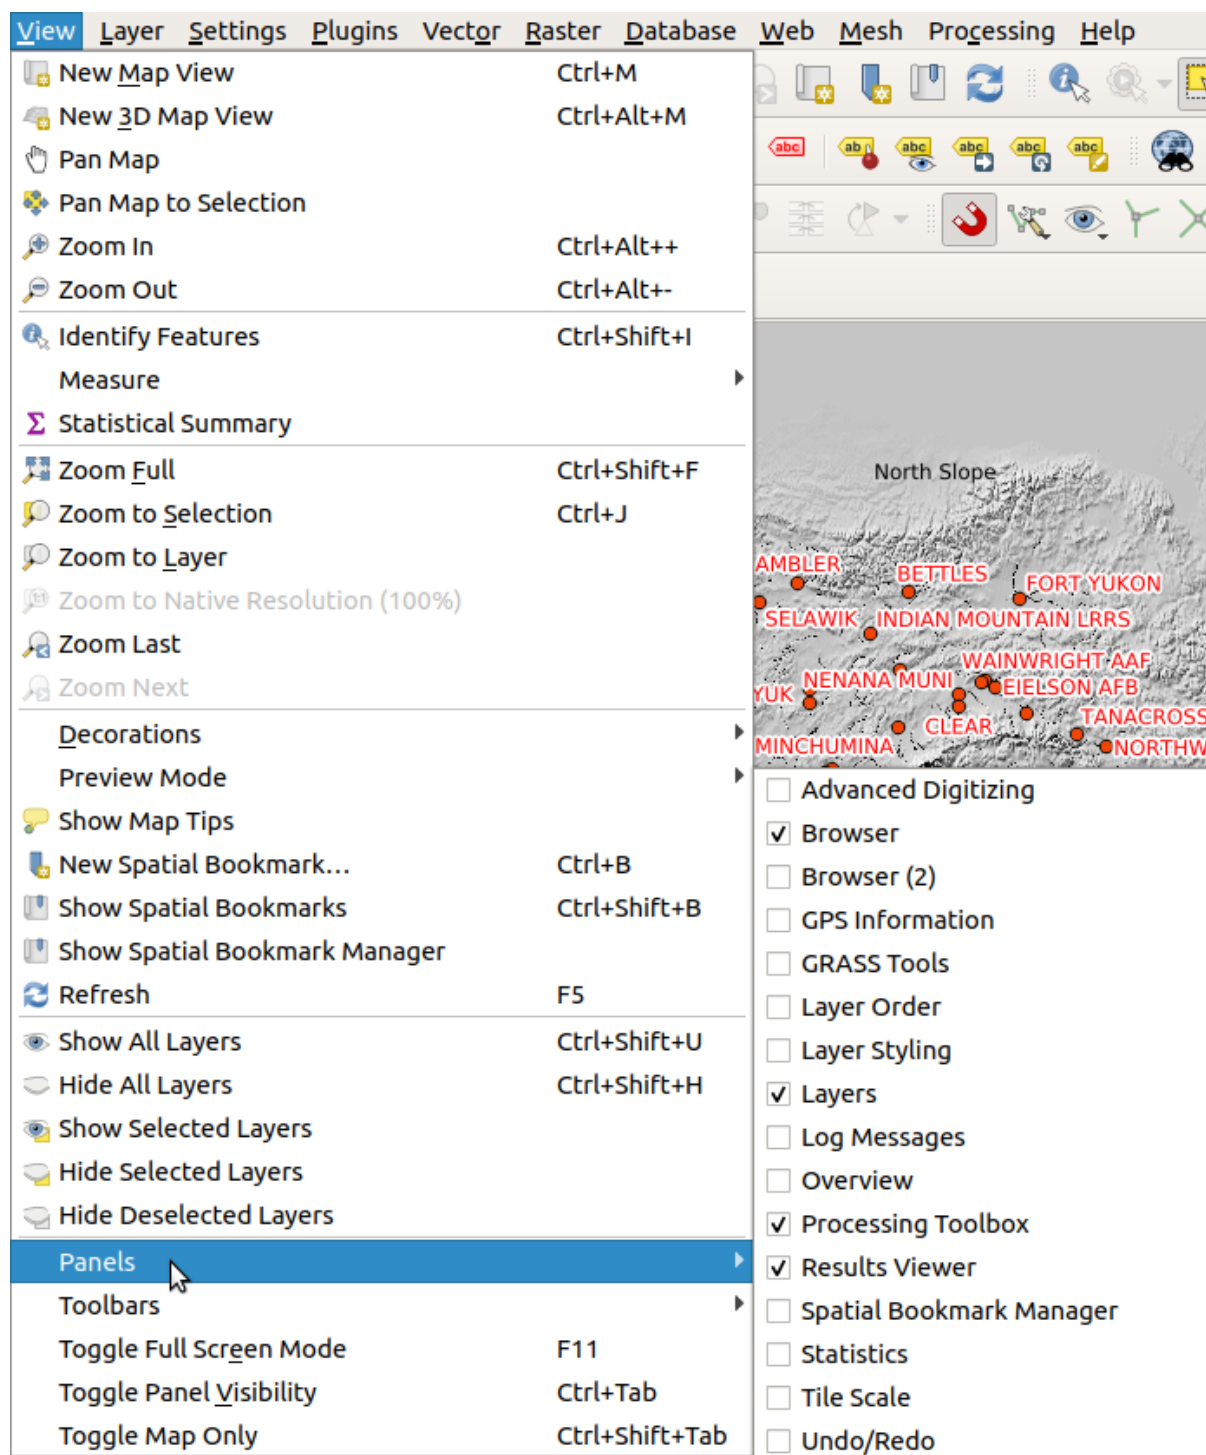 View Layer Settings Plugins Vector Raster Database Web Mesh Processing Help
New Map View Ctrl+M
New 3D Map View Ctrl+Alt+M
Pan Map
Pan Map to Selection
Zoom In Ctrl+Alt++
Zoom Out Ctrl+Alt+-
Identify Features Ctrl+Shift+I
Measure
Statistical Summary
Zoom Full Ctrl+Shift+F
Zoom to Selection Ctrl+J
Zoom to Layer
Zoom to Native Resolution (100%)
Zoom Last
Zoom Next
Decorations
Preview Mode
Show Map Tips
New Spatial Bookmark... Ctrl+B
Show Spatial Bookmarks Ctrl+Shift+B
Show Spatial Bookmark Manager
Refresh F5
Show All Layers Ctrl+Shift+U
Hide All Layers Ctrl+Shift+H
Show Selected Layers
Hide Selected Layers
Hide Deselected Layers
Panels
Toolbars
Toggle Full Screen Mode F11
Toggle Panel Visibility Ctrl+Tab
Toggle Map Only Ctrl+Shift+Tab
abc ab abc abc abc abc
North Slope
AMBLER
BETTLES
FORT YUKON
SELAWIK
INDIAN MOUNTAIN LRRS
WAINWRIGHT AAF
NENANA MUNI
EIELSON AFB
YUK
TANACROSS
CLEAR
MINCHUMINA
NORTHW
Advanced Digitizing
Browser
Browser (2)
GPS Information
GRASS Tools
Layer Order
Layer Styling
Layers
Log Messages
Overview
Processing Toolbox
Results Viewer
Spatial Bookmark Manager
Statistics
Tile Scale
Undo/Redo